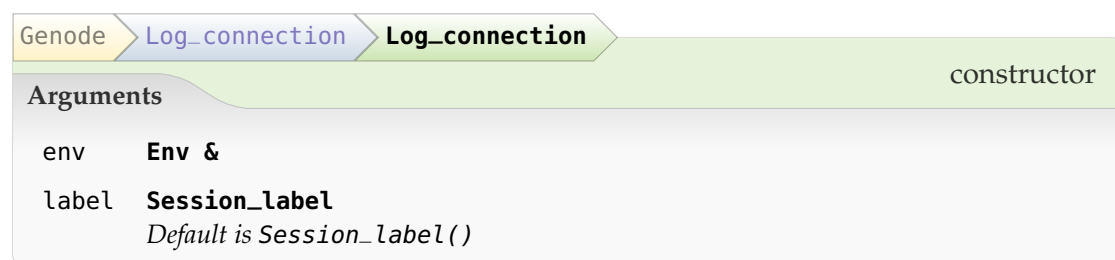 Genode Log_connection Log_connection
constructor
Arguments
env Env &
label Session_label
Default is Session_label()